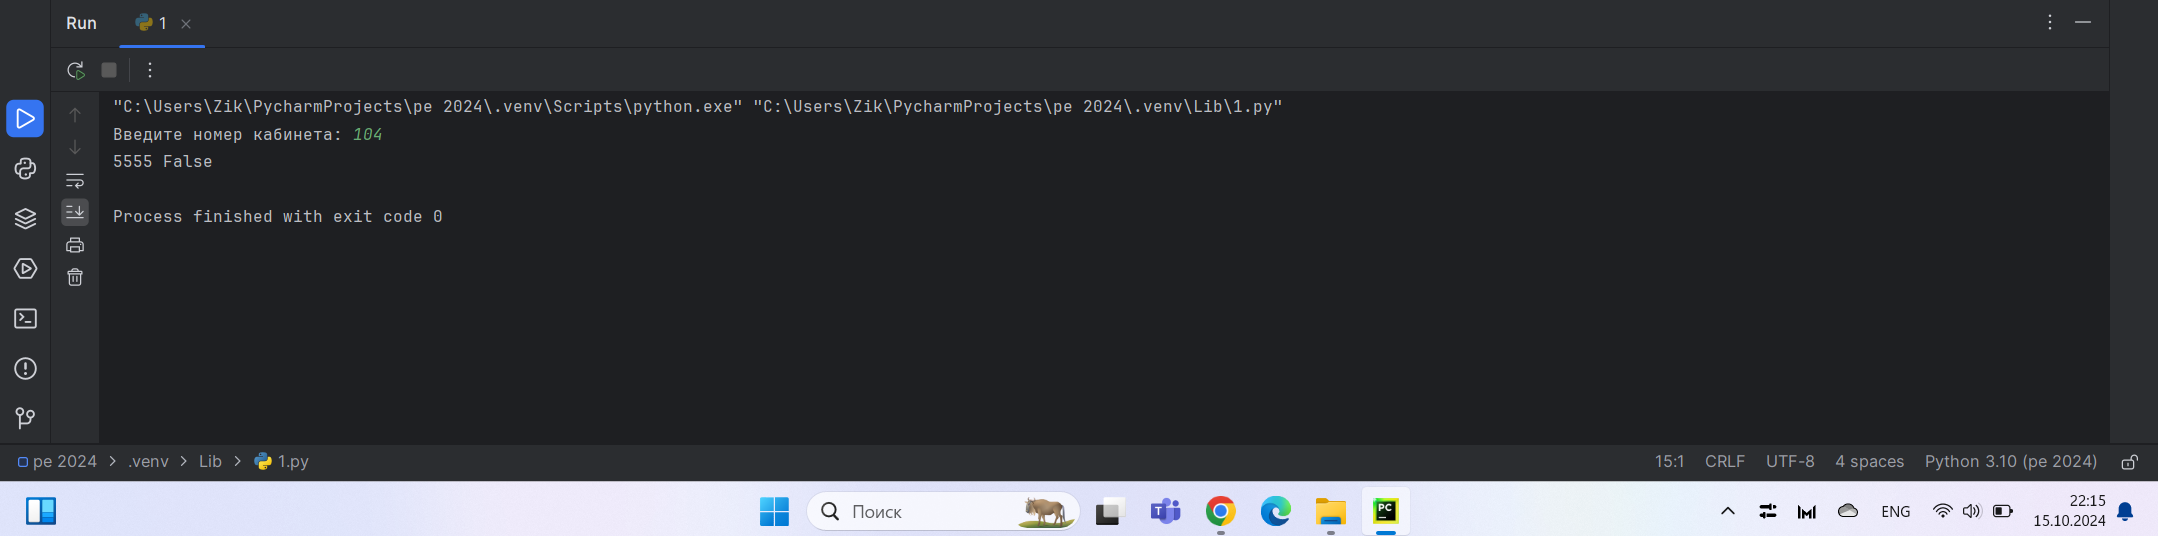 Run 1
"C:\Users\Zik\PycharmProjects\pe 2024\.venv\Scripts\python.exe" "C:\Users\Zik\PycharmProjects\pe 2024\.venv\Lib\1.py"
Введите номер кабинета: 104
5555 False
Process finished with exit code 0
pe 2024 > .venv > Lib > 1.py 15:1 CRLF UTF-8 4 spaces Python 3.10 (pe 2024)
Поиск ENG 22:15
15.10.2024